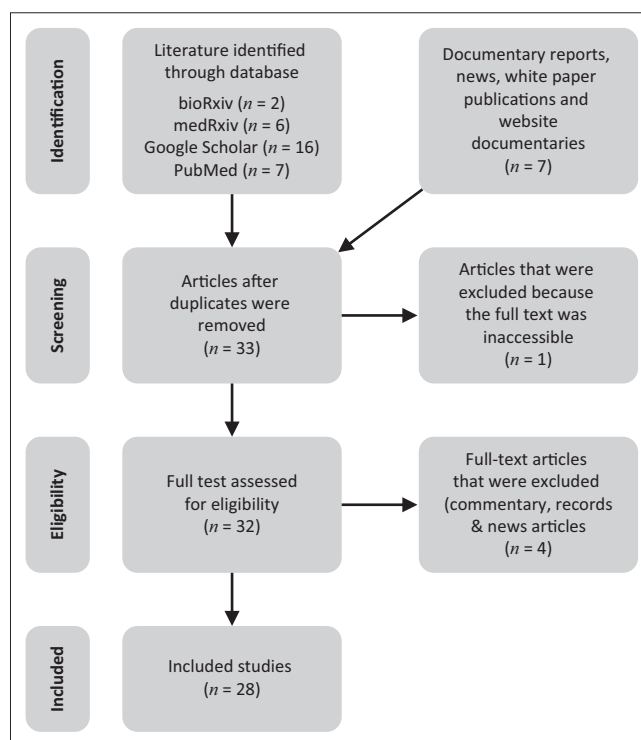 Identification
Literature identified
through database
bioRxiv (n = 2)
medRxiv (n = 6)
Google Scholar (n = 16)
PubMed (n = 7)
Documentary reports,
news, white paper
publications and
website
documentaries
(n = 7)
Screening
Articles after
duplicates were
removed
(n = 33)
Articles that were
excluded because
the full text was
inaccessible
(n = 1)
Eligibility
Full test assessed
for eligibility
(n = 32)
Full-text articles
that were excluded
(commentary, records
& news articles
(n = 4)
Included
Included studies
(n = 28)